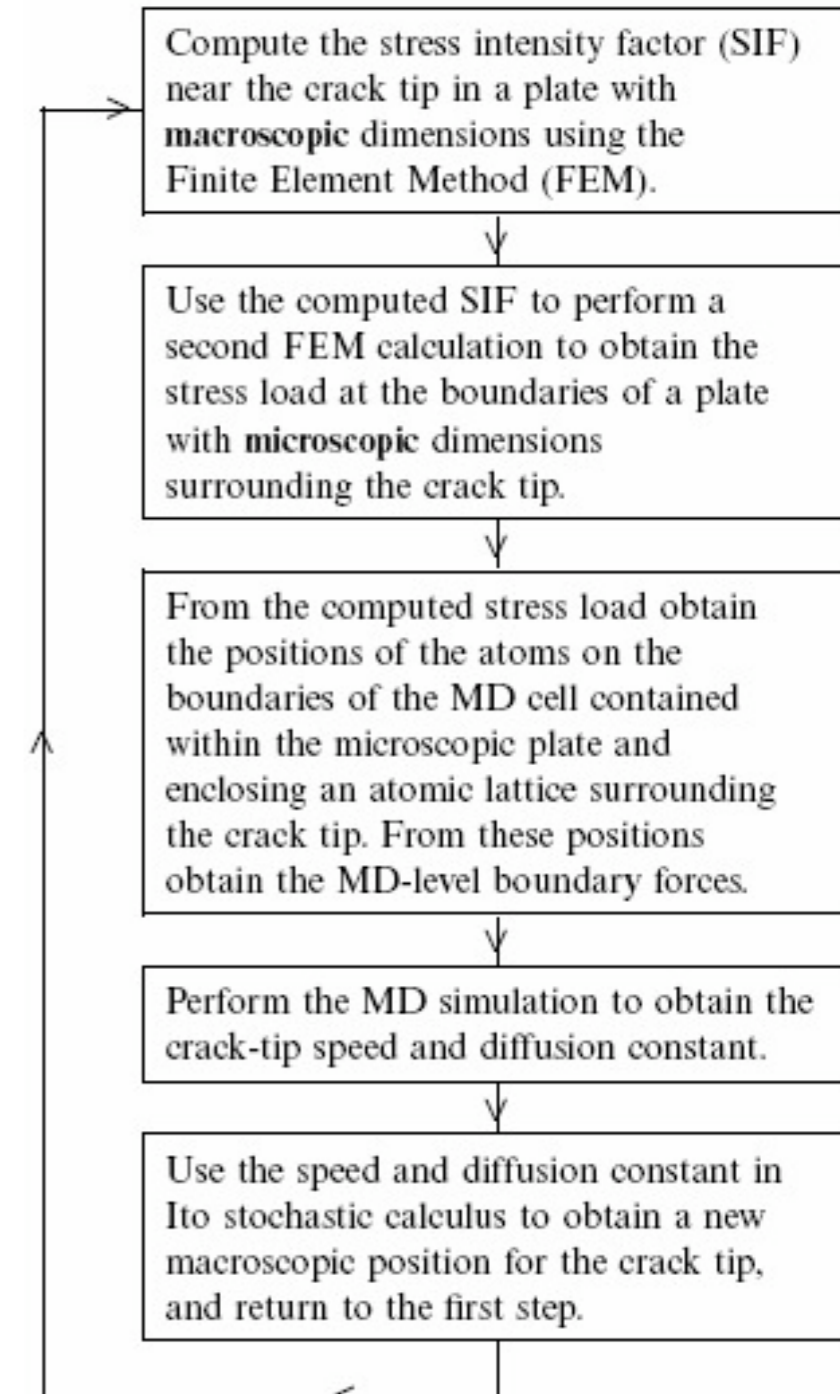 Compute the stress intensity factor (SIF)
near the crack tip in a plate with
macroscopic dimensions using the
Finite Element Method (FEM).
Use the computed SIF to perform a
second FEM calculation to obtain the
stress load at the boundaries of a plate
with microscopic dimensions
surrounding the crack tip.
From the computed stress load obtain
the positions of the atoms on the
boundaries of the MD cell contained
within the microscopic plate and
enclosing an atomic lattice surrounding
the crack tip. From these positions
obtain the MD-level boundary forces.
Perform the MD simulation to obtain the
crack-tip speed and diffusion constant.
Use the speed and diffusion constant in
Ito stochastic calculus to obtain a new
macroscopic position for the crack tip,
and return to the first step.